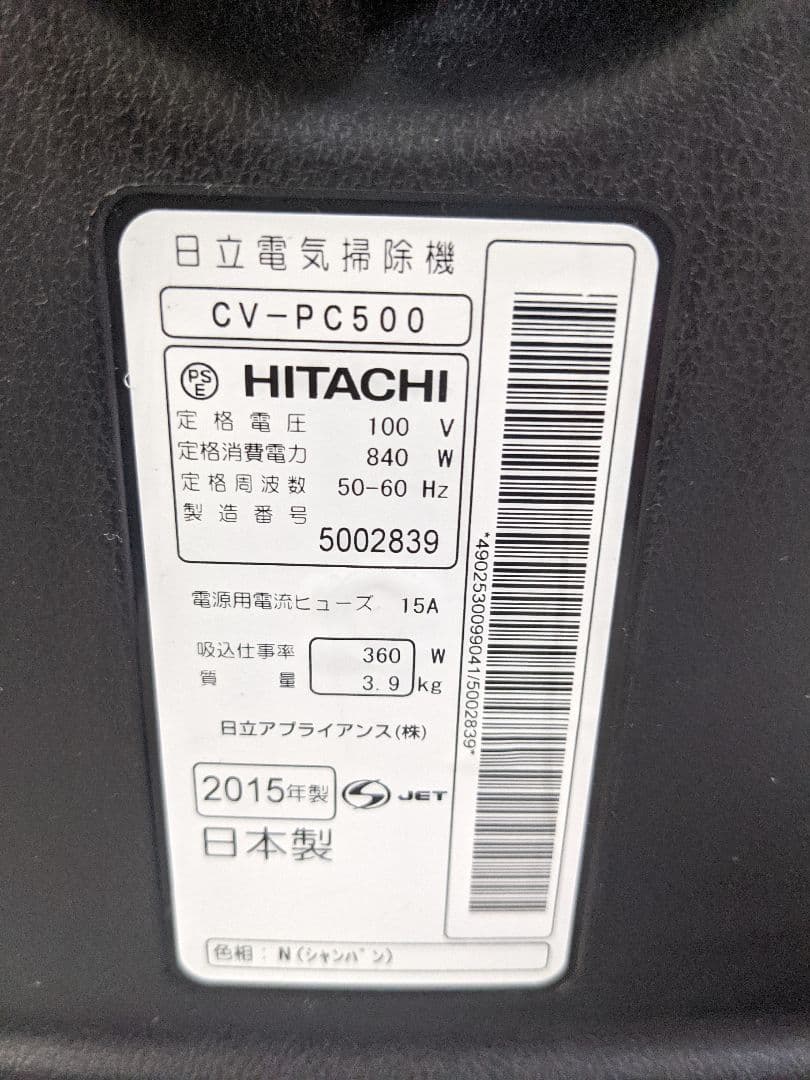 日立電気掃除機
CV-PC500
PSE HITACHI
定格電圧 100 V
定格消費電力 840 W
定格周波数 50-60 Hz
製造番号
5002839
電源用電流ヒューズ 15A
吸込仕事率 360 W
質量 3.9 kg
日立アプライアンス(株)
2015年製 S JET
日本製
色相:N(シャンパン)
*4902530099041/5002839*